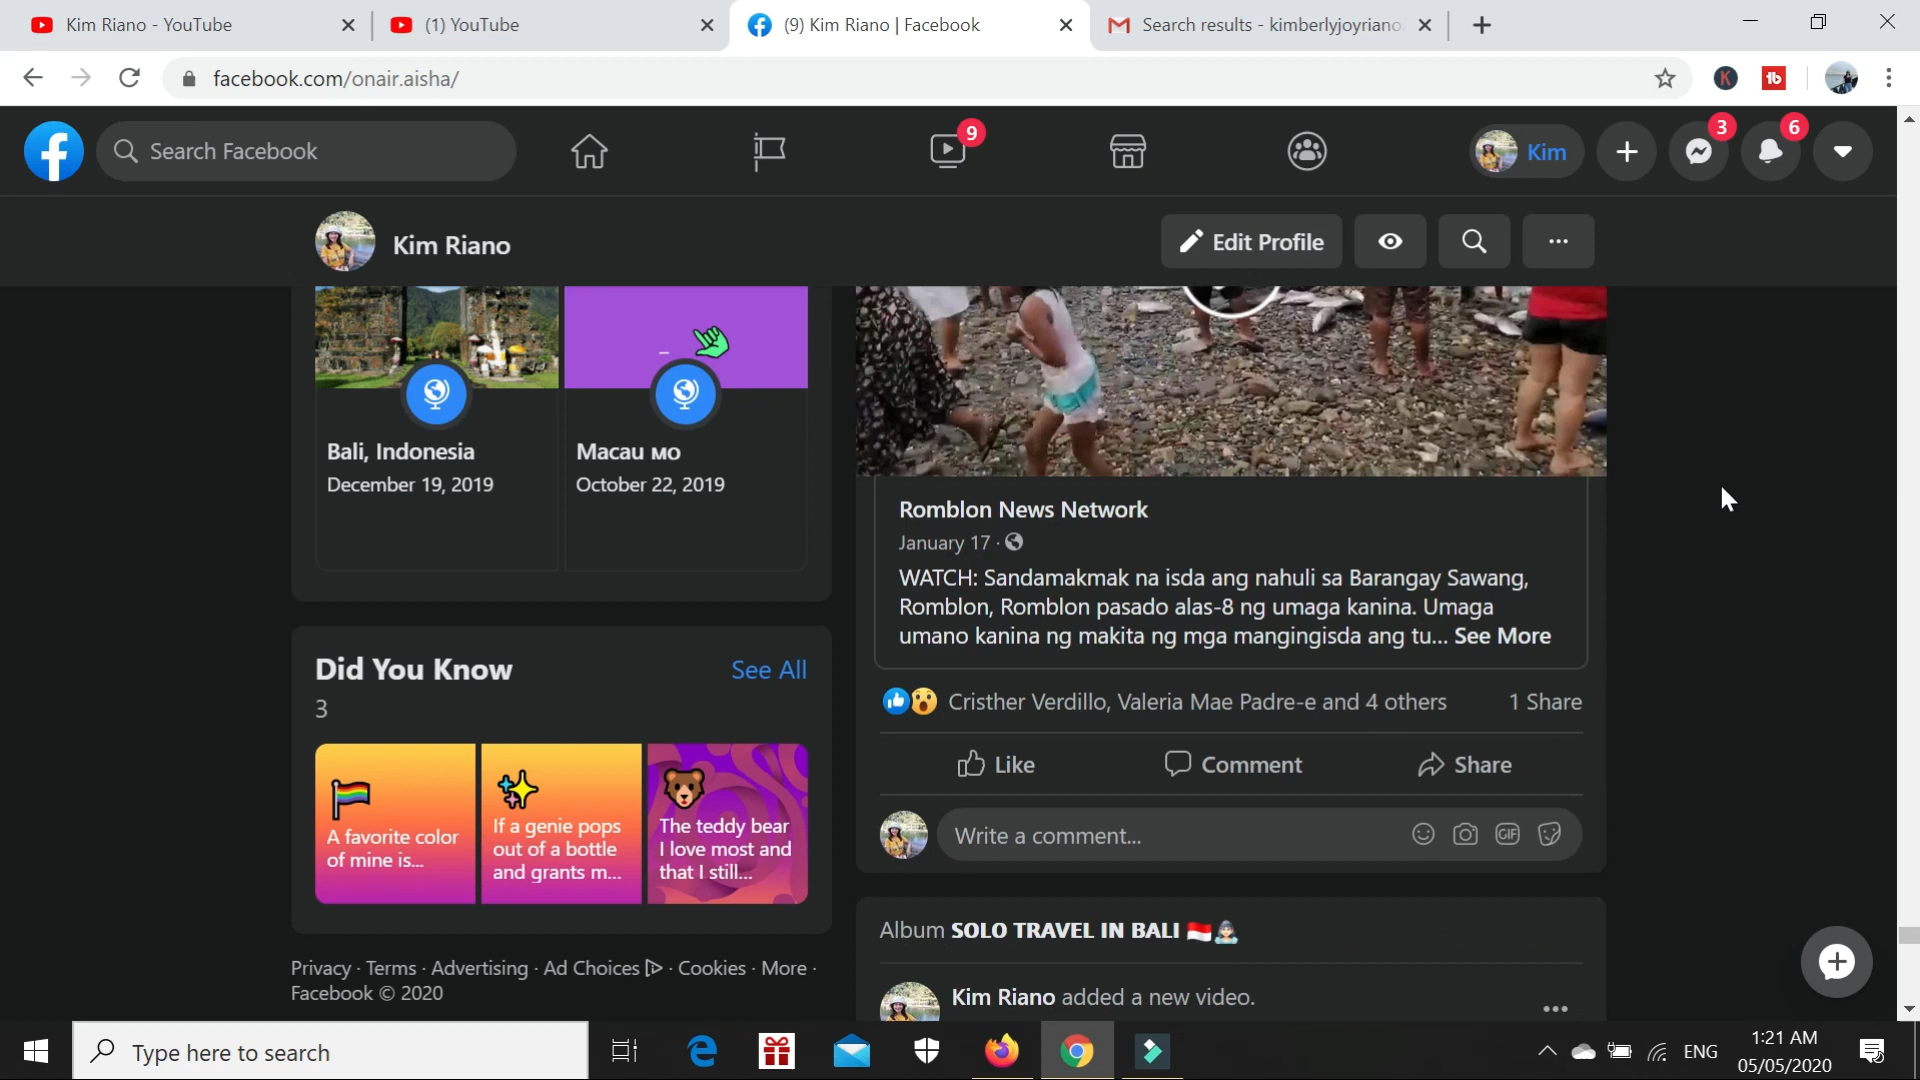 Kim Riano - YouTube
(1) YouTube
(9) Kim Riano | Facebook
Search results - kimberlyjoyriano
facebook.com/onair.aisha/
Search Facebook
9
Kim
3
6
Kim Riano
Edit Profile
Bali, Indonesia
December 19, 2019
Macau MO
October 22, 2019
Did You Know
See All
3
A favorite color
of mine is...
If a genie pops
out of a bottle
and grants m...
The teddy bear
I love most and
that I still...
Privacy · Terms · Advertising · Ad Choices · Cookies · More ·
Facebook © 2020
Romblon News Network
January 17 ·
WATCH: Sandamakmak na isda ang nahuli sa Barangay Sawang,
Romblon, Romblon pasado alas-8 ng umaga kanina. Umaga
umano kanina ng makita ng mga mangingisda ang tu... See More
Cristher Verdillo, Valeria Mae Padre-e and 4 others
1 Share
Like
Comment
Share
Write a comment...
GIF
Album SOLO TRAVEL IN BALI 🇮🇩
Kim Riano added a new video.
Type here to search
ENG
1:21 AM
05/05/2020